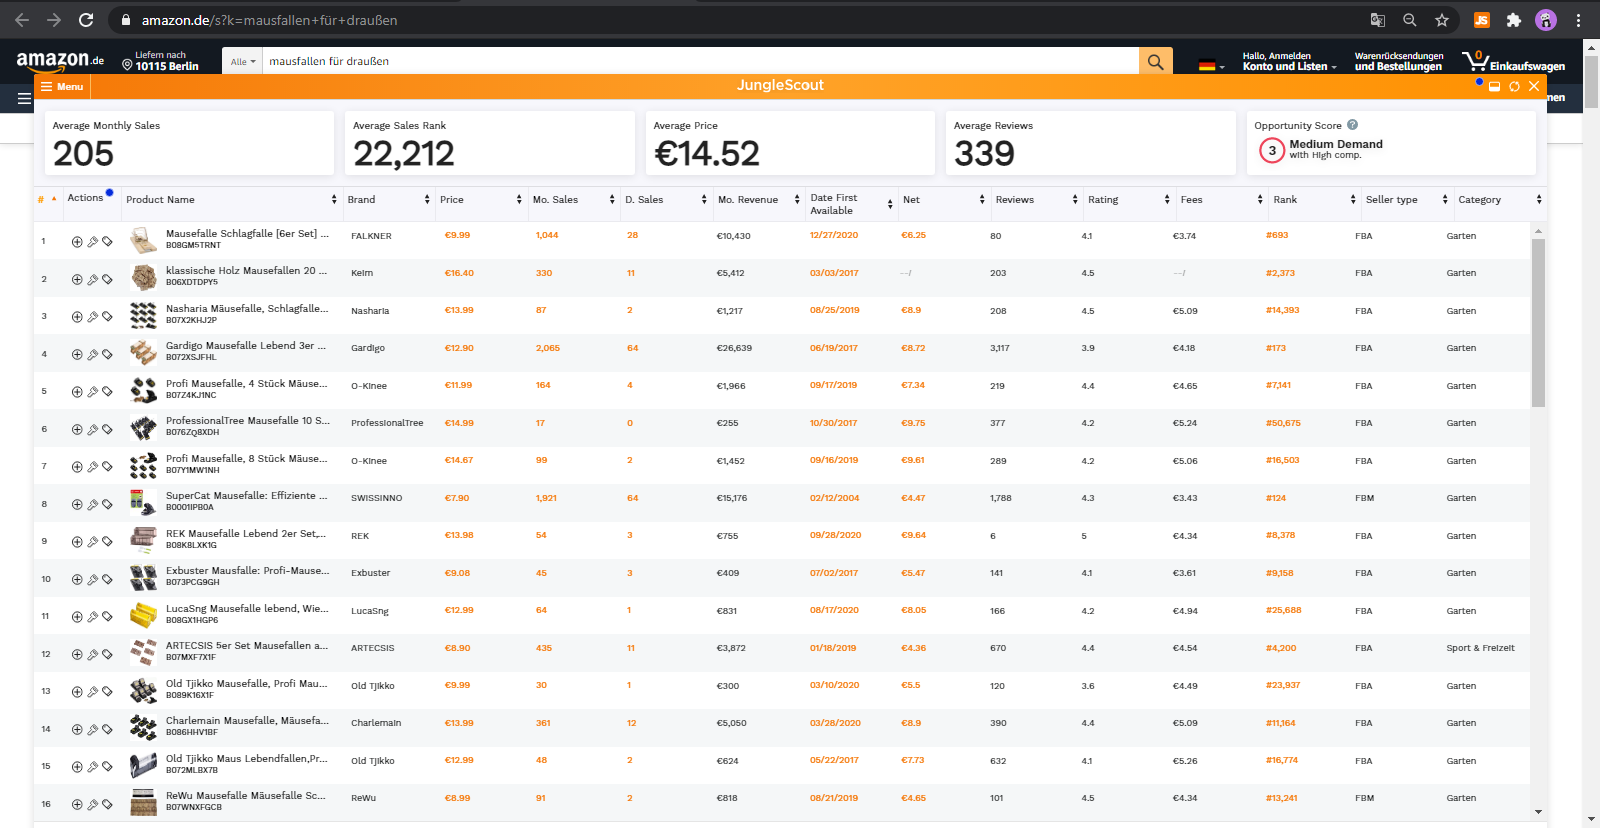 amazon.de/s?k=mausfallen+für+draußen
JS
amazon.de
Liefern nach
10115 Berlin
Alle
mausfallen für draußen
Hallo, Anmelden
Konto und Listen
Warenrücksendungen
und Bestellungen
0
Einkaufswagen
Menu
JungleScout
men
Average Monthly Sales
205
Average Sales Rank
22,212
Average Price
€14.52
Average Reviews
339
Opportunity Score ?
3
Medium Demand
with High comp.
# Actions Product Name Brand Price Mo. Sales D. Sales Mo. Revenue Date First Available Net Reviews Rating Fees Rank Seller type Category
1 Mausefalle Schlagfalle [6er Set] ... FALKNER €9.99 1,044 28 €10,430 12/27/2020 €6.25 80 4.1 €3.74 #693 FBA Garten
B08GM5TRNT
2 klassische Holz Mausefallen 20 ... Keim €16.40 330 11 €5,412 03/03/2017 --/ 203 4.5 --/ #2,373 FBA Garten
B06XDTDPY5
3 Nasharia Mäusefalle, Schlagfalle... Nasharia €13.99 87 2 €1,217 08/25/2019 €8.9 208 4.5 €5.09 #14,393 FBA Garten
B07X2KHJ2P
4 Gardigo Mausefalle Lebend 3er ... Gardigo €12.90 2,065 64 €26,639 06/19/2017 €8.72 3,117 3.9 €4.18 #173 FBA Garten
B072XSJFHL
5 Profi Mausefalle, 4 Stück Mäuse... O-Kinee €11.99 164 4 €1,966 09/17/2019 €7.34 219 4.4 €4.65 #7,141 FBA Garten
B07Z4KJ1NC
6 ProfessionalTree Mausefalle 10 S... ProfessionalTree €14.99 17 0 €255 10/30/2017 €9.75 377 4.2 €5.24 #50,675 FBA Garten
B076ZQ8XDH
7 Profi Mausefalle, 8 Stück Mäuse... O-Kinee €14.67 99 2 €1,452 09/16/2019 €9.61 289 4.2 €5.06 #16,503 FBA Garten
B07Y1MW1NH
8 SuperCat Mausefalle: Effiziente ... SWISSINNO €7.90 1,921 64 €15,176 02/12/2004 €4.47 1,788 4.3 €3.43 #124 FBM Garten
B0001IPB0A
9 REK Mausefalle Lebend 2er Set,... REK €13.98 54 3 €755 09/28/2020 €9.64 6 5 €4.34 #8,378 FBA Garten
B08K8LXK1G
10 Exbuster Mausfalle: Profi-Mause... Exbuster €9.08 45 3 €409 07/02/2017 €5.47 141 4.1 €3.61 #9,158 FBA Garten
B073PCG9GH
11 LucaSng Mausefalle lebend, Wie... LucaSng €12.99 64 1 €831 08/17/2020 €8.05 166 4.2 €4.94 #25,688 FBA Garten
B08GX1HGP6
12 ARTECSIS 5er Set Mausefallen a... ARTECSIS €8.90 435 11 €3,872 01/18/2019 €4.36 670 4.4 €4.54 #4,200 FBA Sport & Freizeit
B07MXF7X1F
13 Old Tjikko Mausefalle, Profi Mau... Old Tjikko €9.99 30 1 €300 03/10/2020 €5.5 120 3.6 €4.49 #23,937 FBA Garten
B089K16X1F
14 Charlemain Mausefalle, Mäusefa... Charlemain €13.99 361 12 €5,050 03/28/2020 €8.9 390 4.4 €5.09 #11,164 FBA Garten
B086HHV1BF
15 Old Tjikko Maus Lebendfallen,Pr... Old Tjikko €12.99 48 2 €624 05/22/2017 €7.73 632 4.1 €5.26 #16,774 FBA Garten
B072MLBX7B
16 ReWu Mausefalle Mäusefalle Sc... ReWu €8.99 91 2 €818 08/21/2019 €4.65 101 4.5 €4.34 #13,241 FBM Garten
B07WNXFGCB